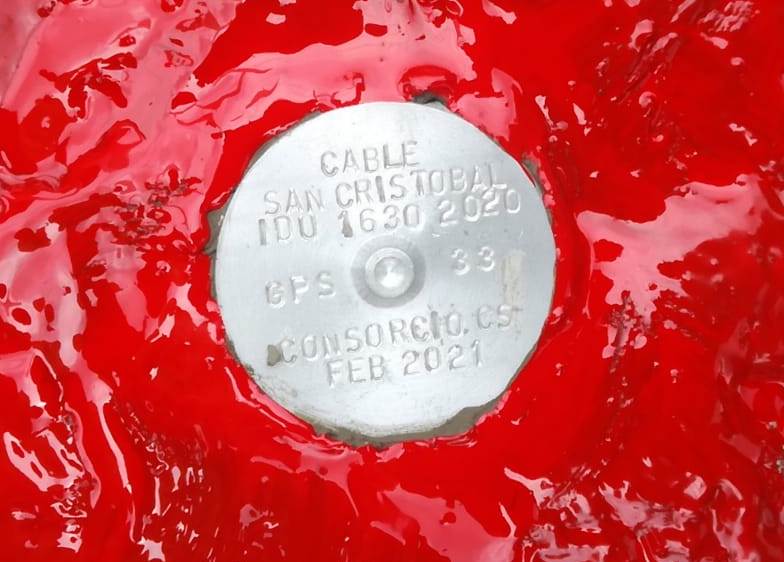 CABLE
SAN CRISTOBAL
IDU 1630 2020
GPS 33
CONSORCIO. CS
FEB 2021